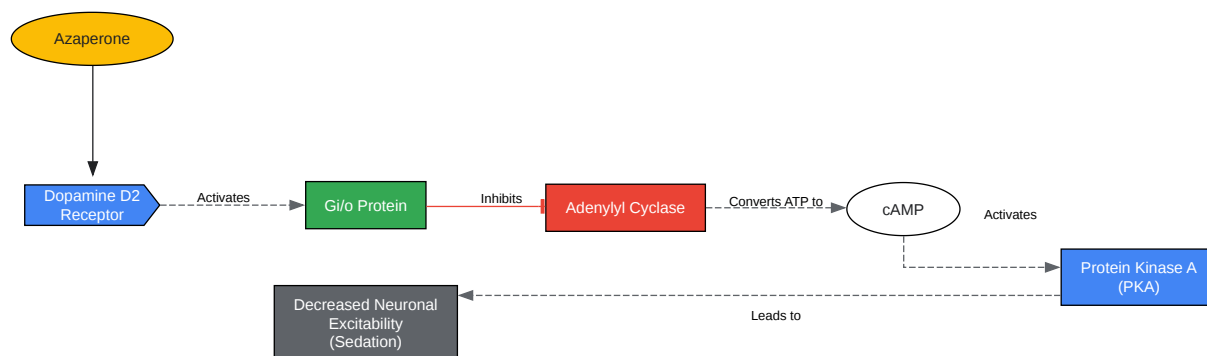 Azaperone
Dopamine D2
Receptor
Activates
Gi/o Protein
Inhibits
Adenylyl Cyclase
Converts ATP to
cAMP
Activates
Protein Kinase A
(PKA)
Leads to
Decreased Neuronal
Excitability
(Sedation)